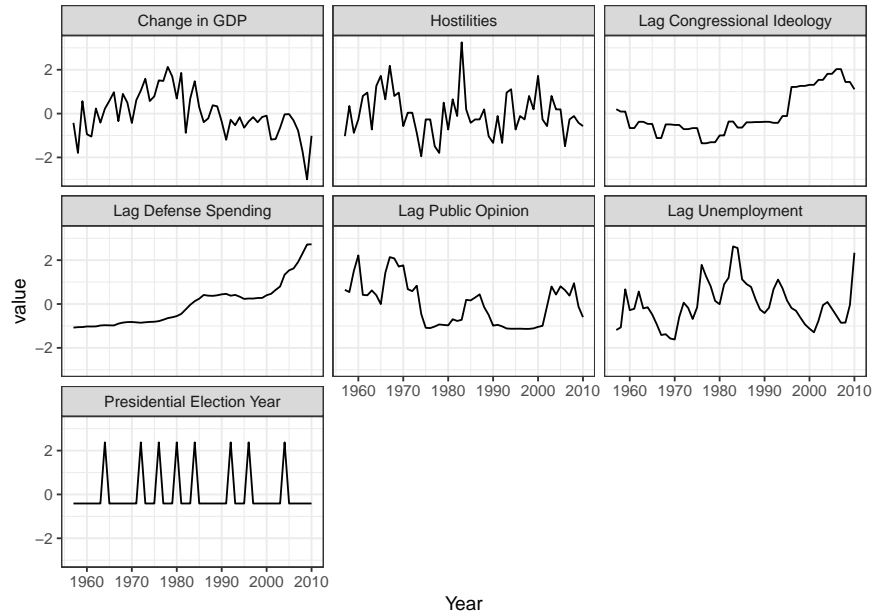 Change in GDP
Hostilities
Lag Congressional Ideology
2
0
−2
Lag Defense Spending
Lag Public Opinion
Lag Unemployment
2
0
−2
value
1960 1970 1980 1990 2000 2010
1960 1970 1980 1990 2000 2010
Presidential Election Year
2
0
−2
1960 1970 1980 1990 2000 2010
Year